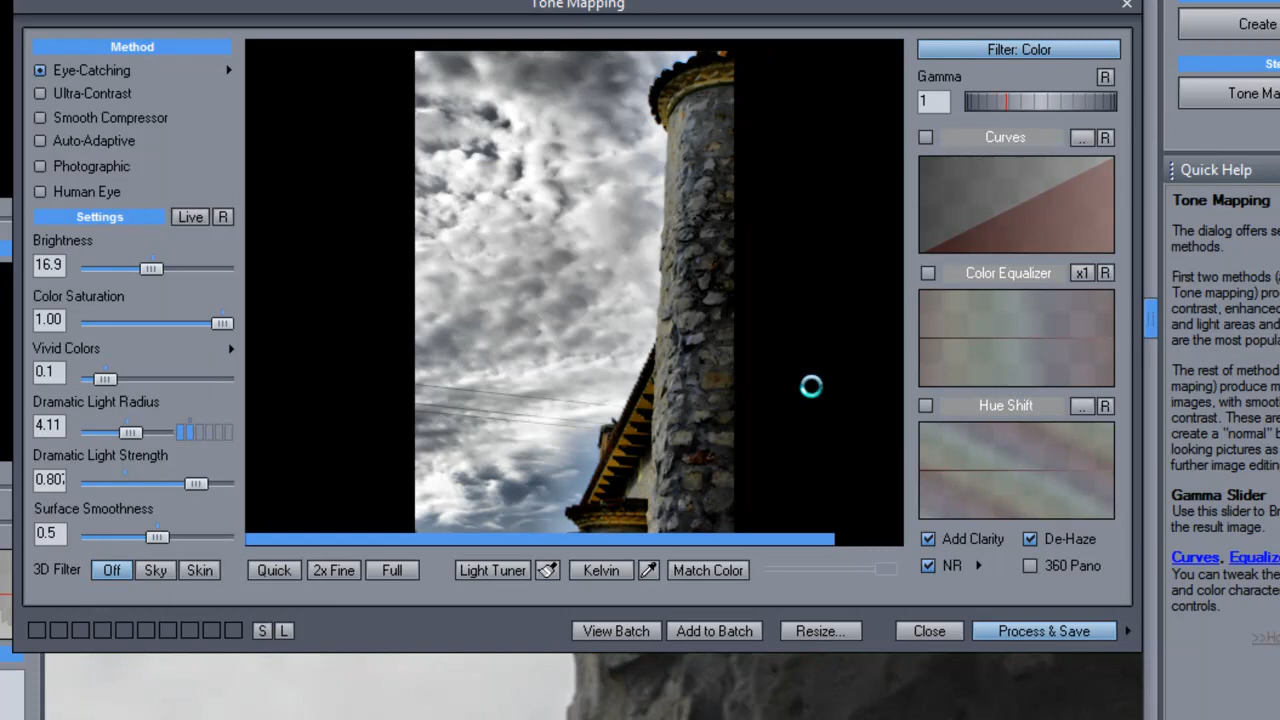 Tone Mapping
Method
Eye-Catching
Ultra-Contrast
Smooth Compressor
Auto-Adaptive
Photographic
Human Eye
Settings
Live
R
Brightness
16.9
Color Saturation
1.00
Vivid Colors
0.1
Dramatic Light Radius
4.11
Dramatic Light Strength
0.80
Surface Smoothness
0.5
3D Filter
Off
Sky
Skin
Quick
2x Fine
Full
Light Tuner
Kelvin
Match Color
Filter: Color
Gamma
R
1
Curves
..
R
Color Equalizer
x1
R
Hue Shift
..
R
Add Clarity
De-Haze
NR
360 Pano
S
L
View Batch
Add to Batch
Resize...
Close
Process & Save
Create
Tone Ma
Quick Help
Tone Mapping
The dialog offers se
methods.
First two methods (
Tone mapping) pro
contrast, enhanced
and light areas and
are the most popula
The rest of method
maping) produce m
images, with smoot
contrast. These are
create a "normal"
looking pictures as
further image editin
Gamma Slider
Use this slider to Br
the result image.
Curves, Equalize
You can tweak the
and color characte
controls.